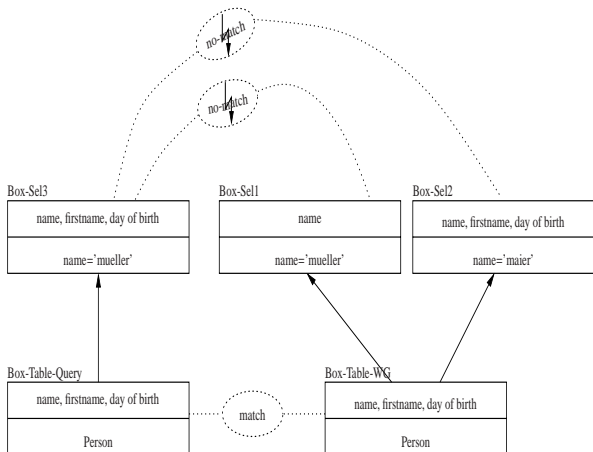 no-match
no-match
Box-Sel3
name, firstname, day of birth
name='mueller'
Box-Sel1
name
name='mueller'
Box-Sel2
name, firstname, day of birth
name='maier'
Box-Table-Query
name, firstname, day of birth
Person
match
Box-Table-WG
name, firstname, day of birth
Person